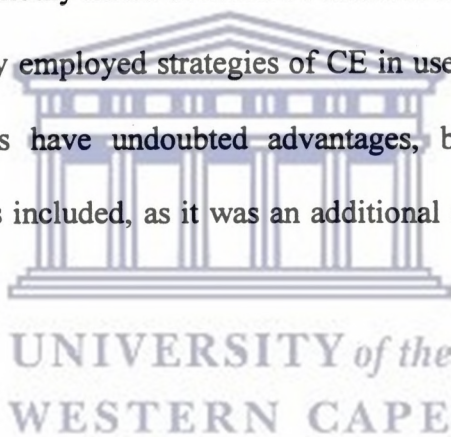 y employed strategies of CE in use
s have undoubted advantages, b
s included, as it was an additional
UNIVERSITY of the
WESTERN CAPE